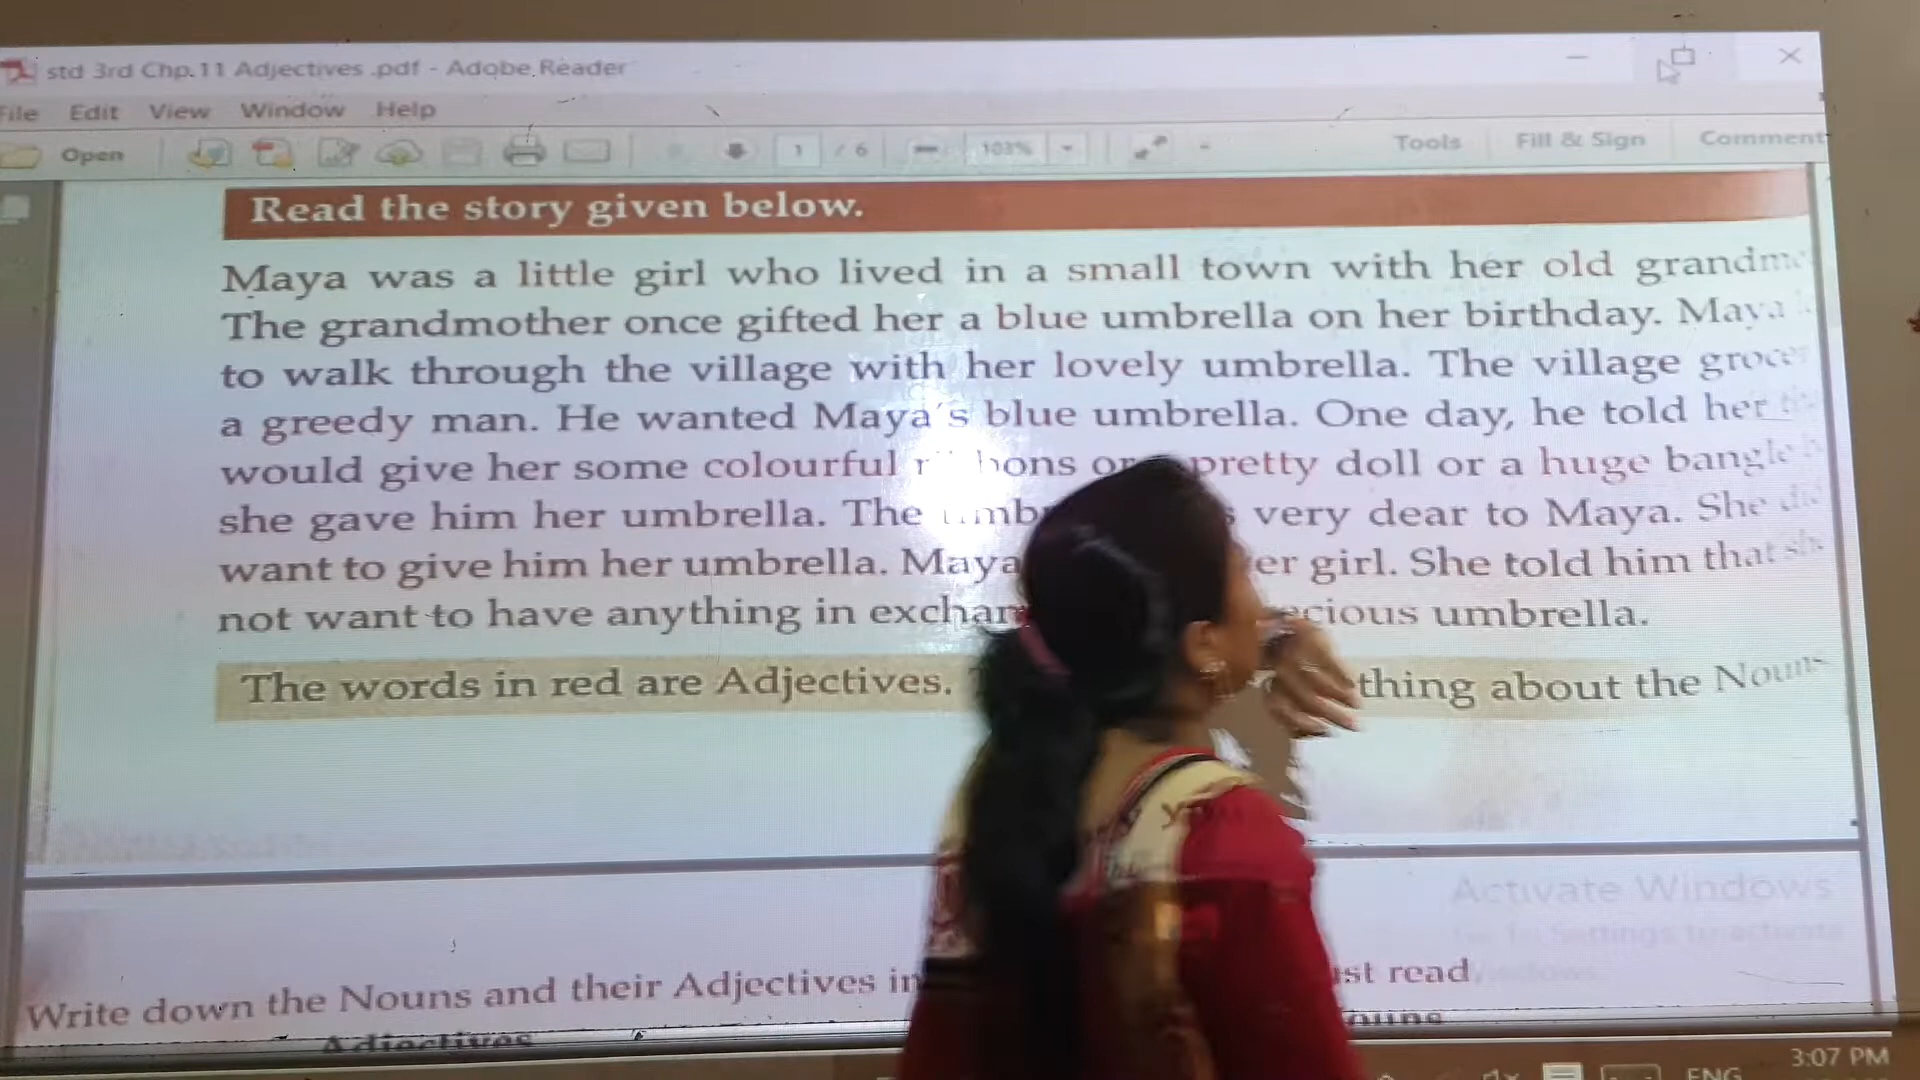 std 3rd Chp.11 Adjectives .pdf - Adobe Reader
File Edit View Window Help
Open 1 / 6 103% Tools Fill & Sign Comment
Read the story given below.
Maya was a little girl who lived in a small town with her old
The grandmother once gifted her a blue umbrella on her birthday. Maya
to walk through the village with her lovely umbrella. The village
a greedy man. He wanted Maya's blue umbrella. One day, he told her
would give her some colourful pretty doll or a huge bangle
she gave him her umbrella. The very dear to Maya. She
want to give him her umbrella. Maya girl. She told him that
not want to have anything in umbrella.
The words in red are Adjectives. about the Nouns
Activate Windows
Write down the Nouns and their Adjectives in read
Adjectives
3:07 PM
ENG